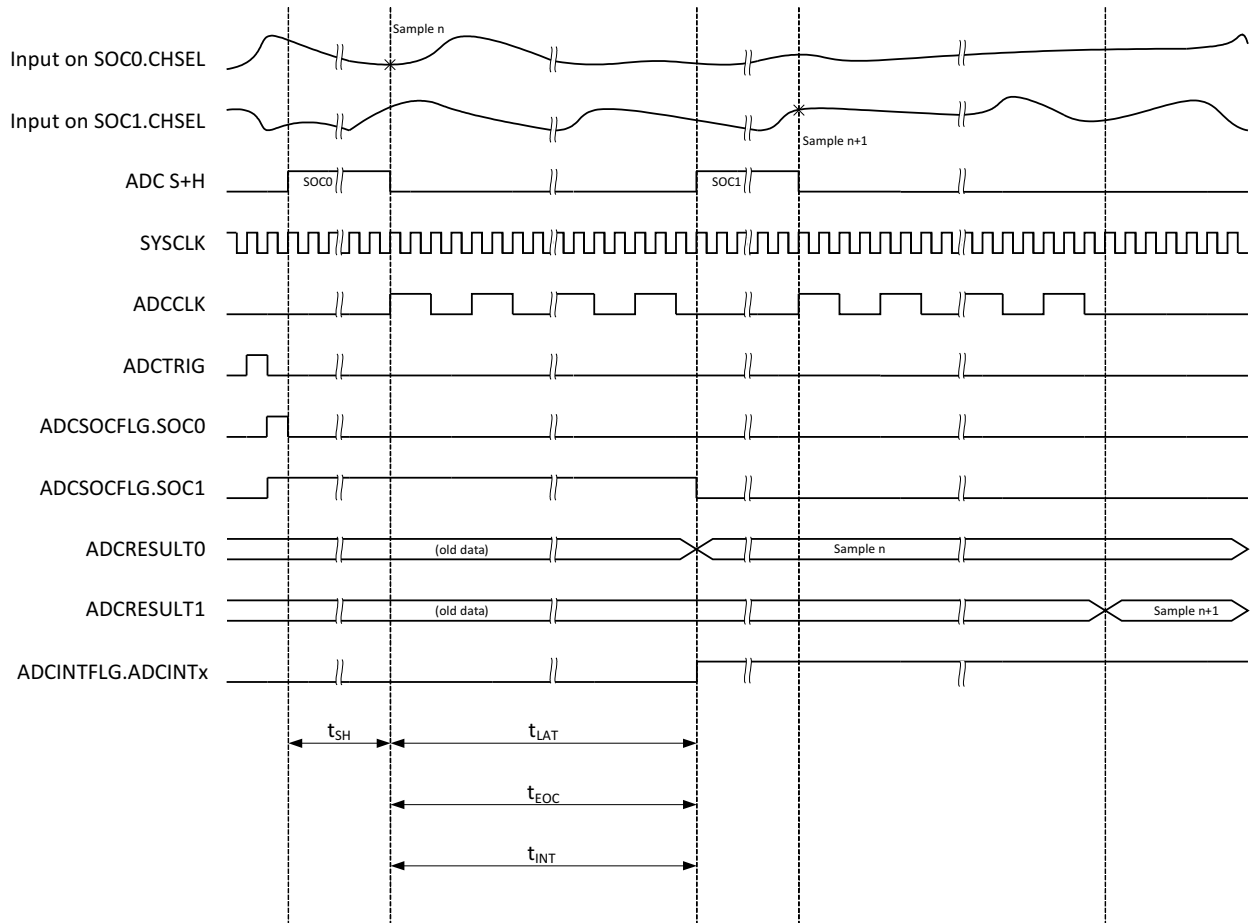 Sample n
Input on SOC0.CHSEL
Input on SOC1.CHSEL
Sample n+1
ADC S+H
SOC0
SOC1
SYSCLK
ADCCLK
ADCTRIG
ADCSOCFLG.SOC0
ADCSOCFLG.SOC1
ADCRESULT0
(old data)
Sample n
ADCRESULT1
(old data)
Sample n+1
ADCINTFLG.ADCINTx
tSH
tLAT
tEOC
tINT